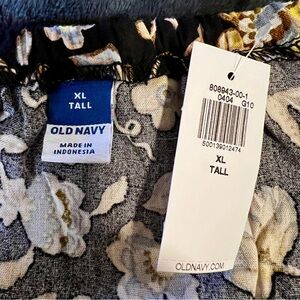 XL
TALL
OLD NAVY
MADE IN
INDONESIA
808943-00-1
0404 G10
500139012474
XL
TALL
OLDNAVY.COM